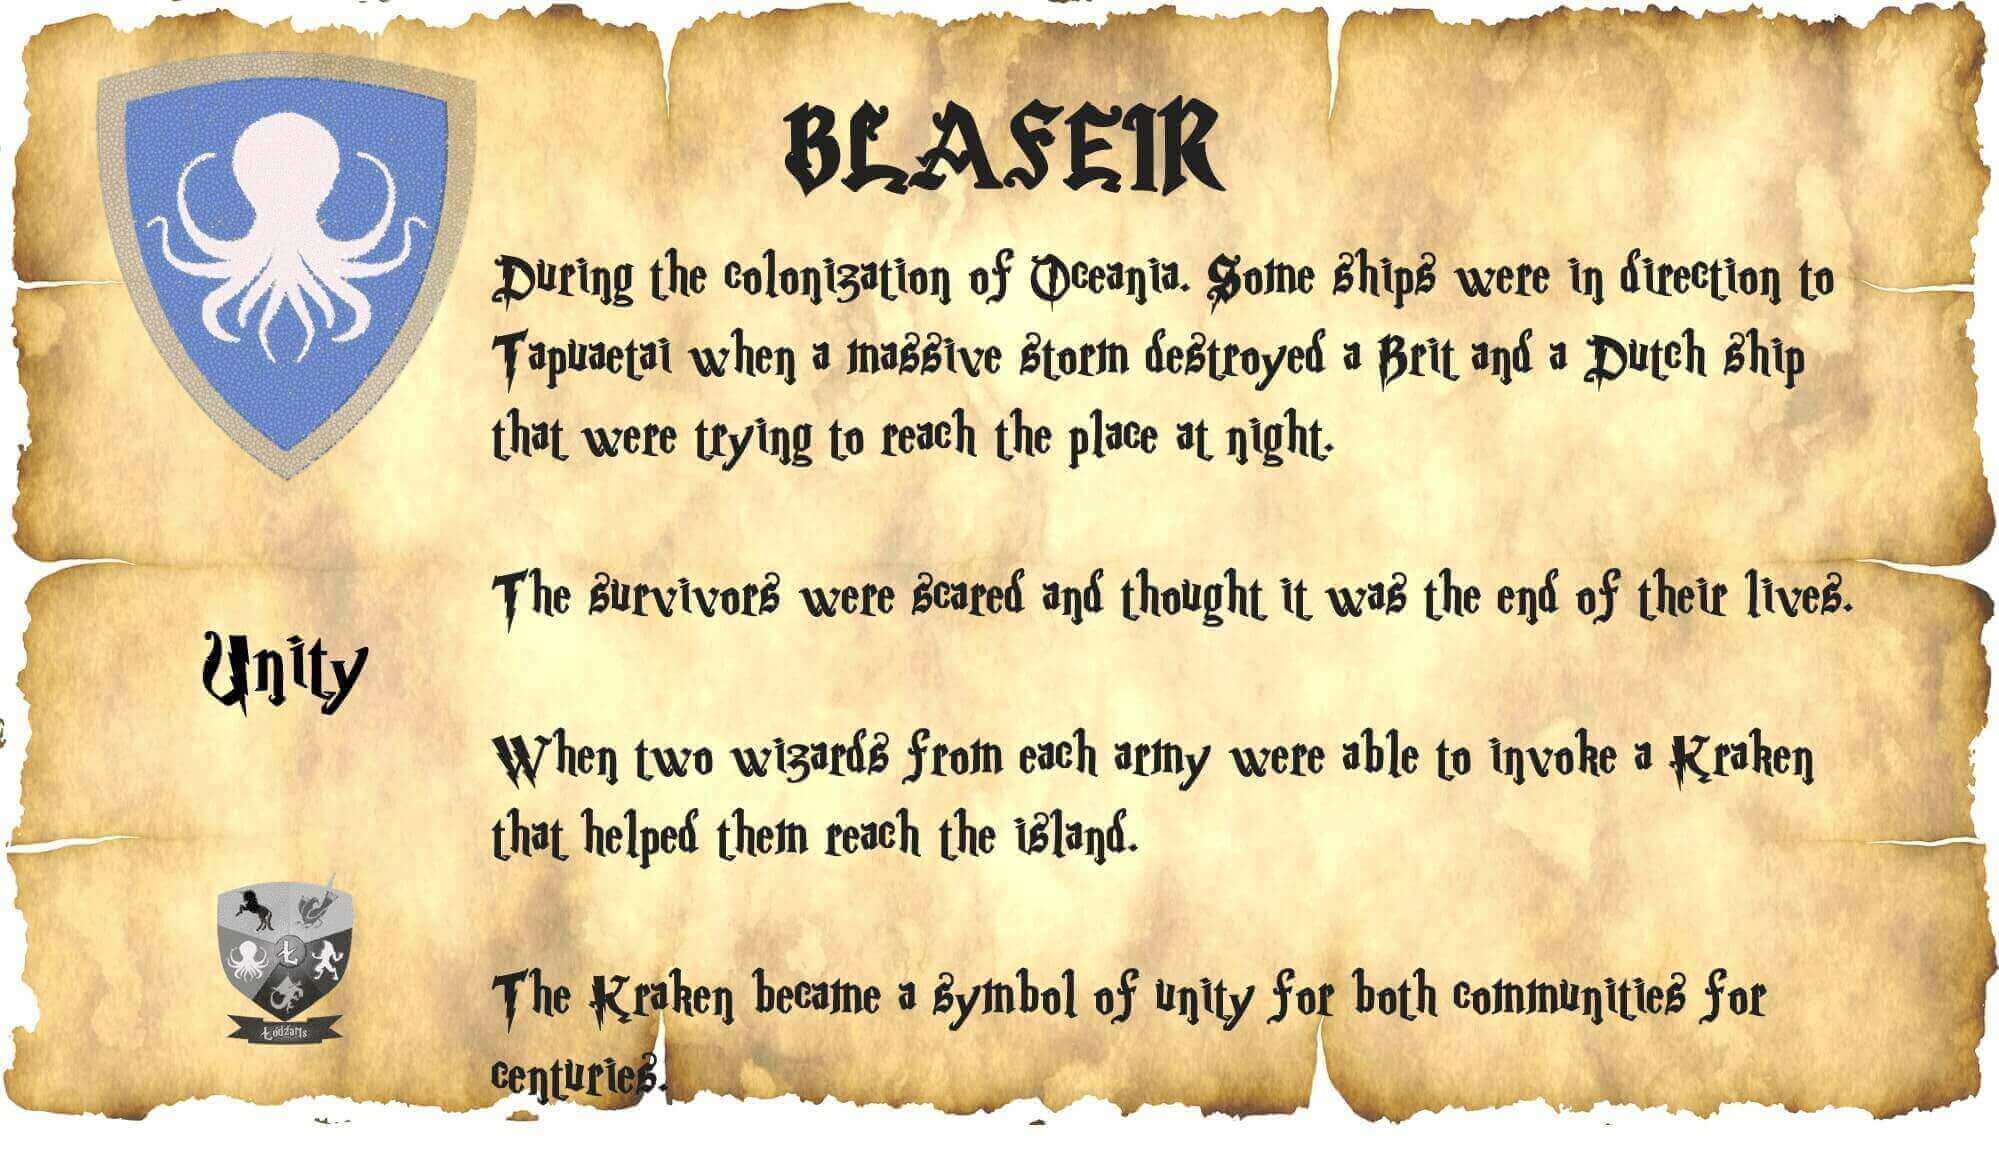 BLAFEIR
During the colonization of Oceania. Some ships were in direction to
Tapuaetai when a massive storm destroyed a Brit and a Dutch ship
that were trying to reach the place at night.
The survivors were scared and thought it was the end of their lives.
Unity
When two wizards from each army were able to invoke a Kraken
that helped them reach the island.
Ł
Łódźarts
The Kraken became a symbol of unity for both communities for
centuries.